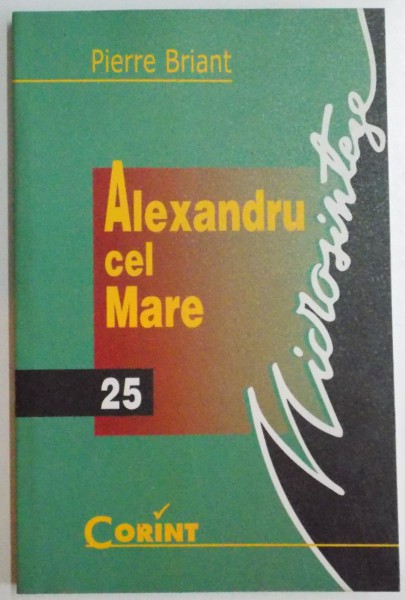 Pierre Briant
Alexandru
cel
Mare
25
Microsinteze
CORINT